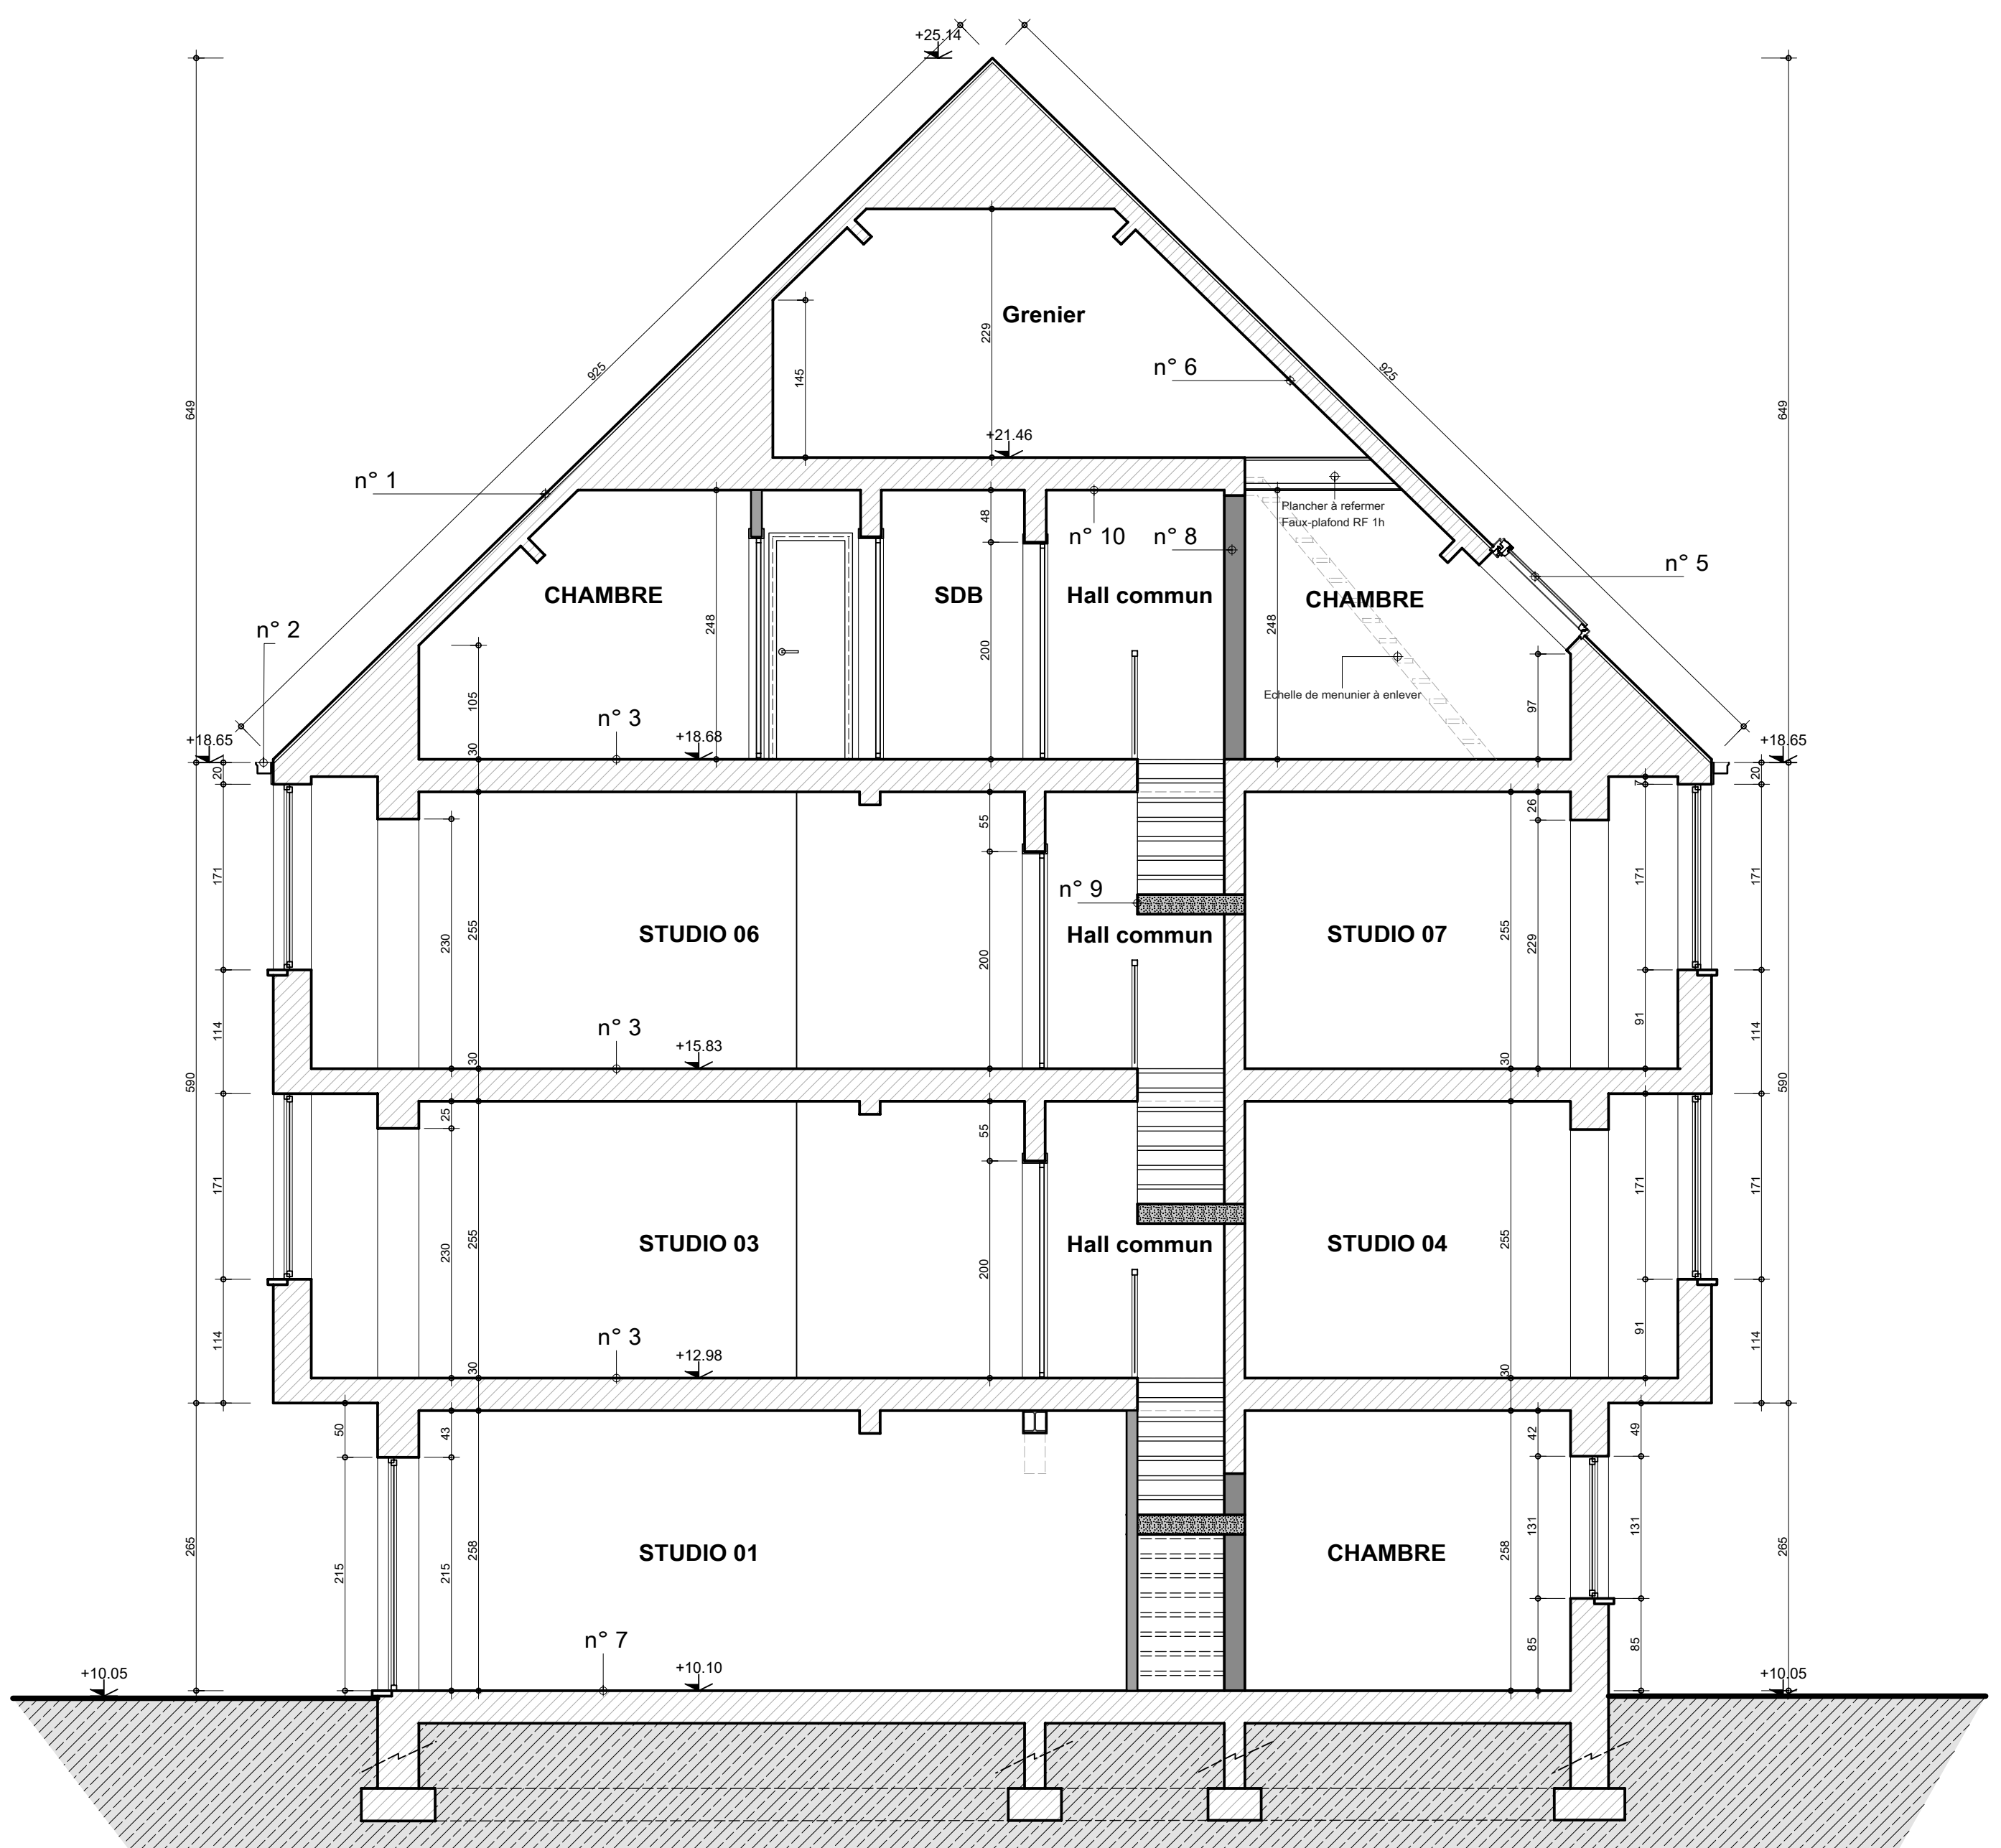 +25.14
925
925
649
649
Grenier
229
145
n° 6
+21.46
n° 1
Plancher à refermer
Faux-plafond RF 1h
48
n° 10
n° 8
n° 5
CHAMBRE
SDB
Hall commun
CHAMBRE
248
200
248
n° 2
Echelle de menunier à enlever
105
97
n° 3
+18.68
30
+18.65
+18.65
20
20
7
26
55
171
171
171
n° 9
STUDIO 06
Hall commun
STUDIO 07
230
255
200
255
229
n° 3
+15.83
114
91
114
30
30
590
590
25
55
171
171
171
STUDIO 03
Hall commun
STUDIO 04
230
255
200
255
n° 3
+12.98
114
91
114
30
30
50
43
42
49
STUDIO 01
CHAMBRE
265
215
215
258
258
131
131
265
n° 7
85
85
+10.05
+10.10
+10.05